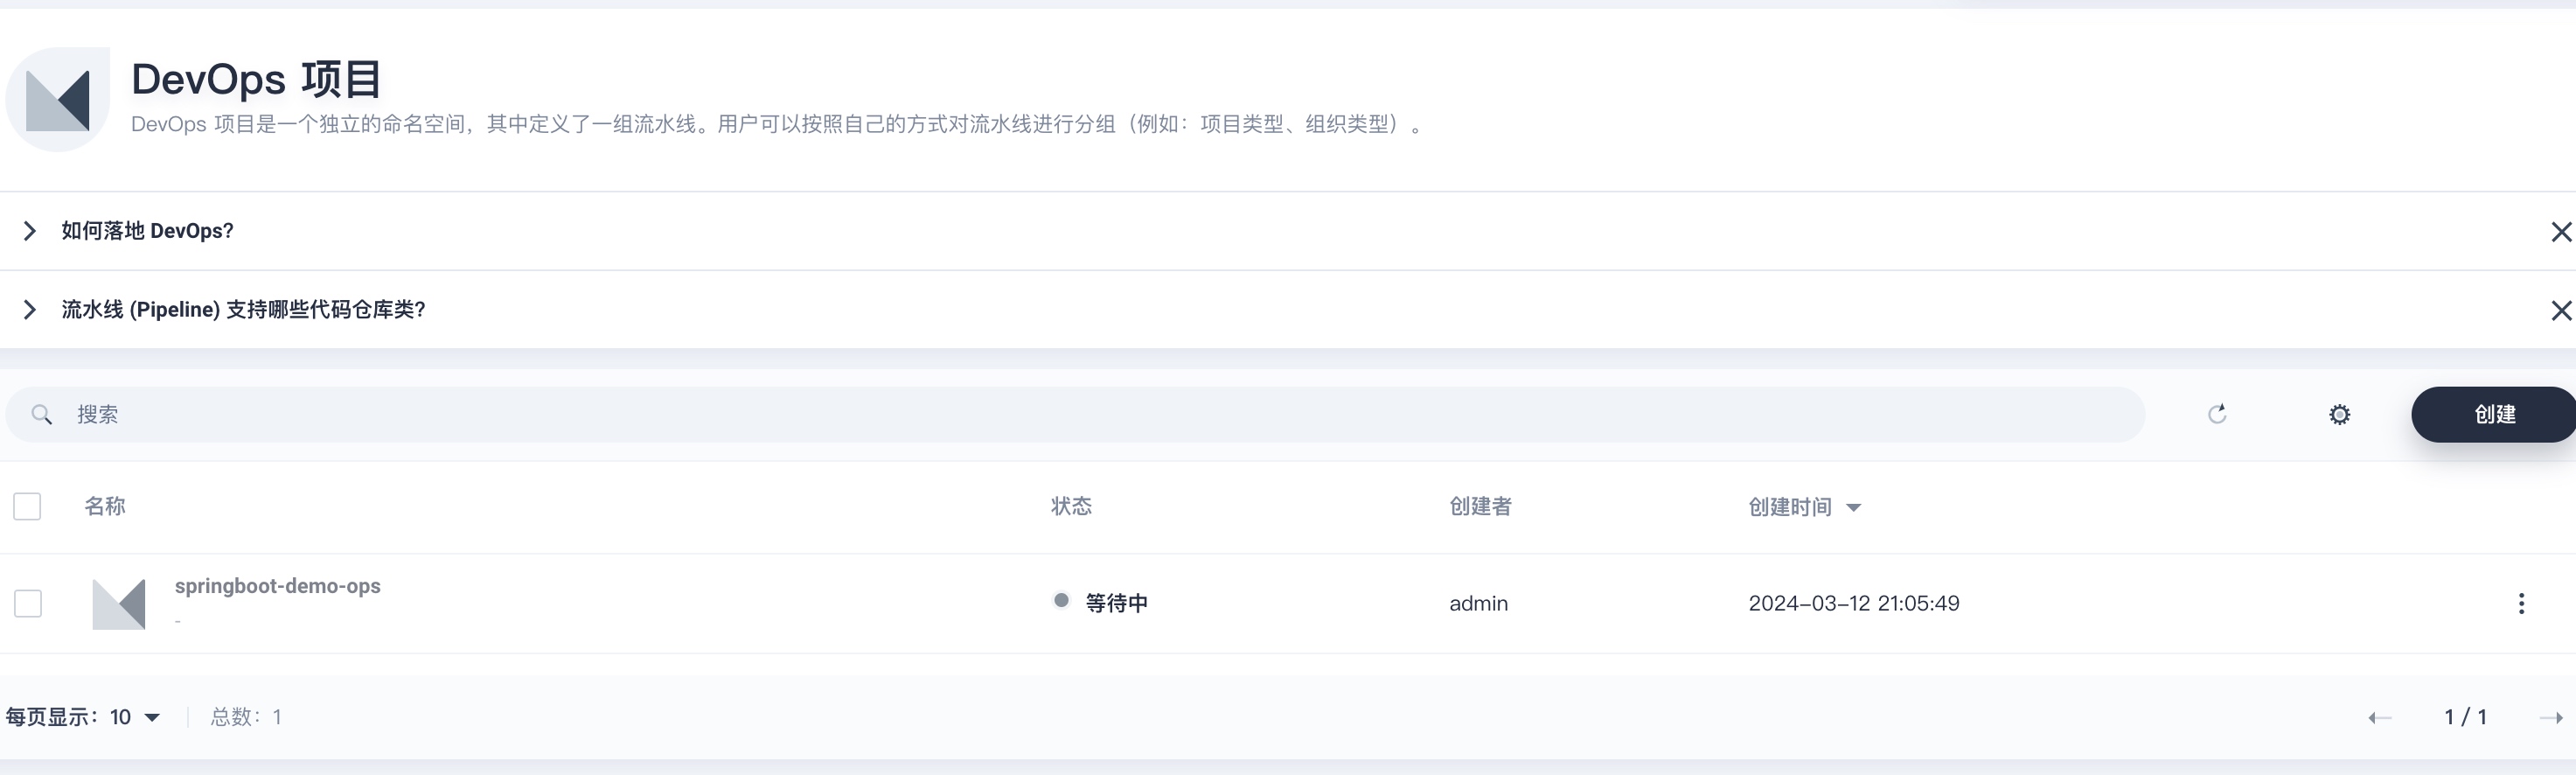 DevOps 项目
DevOps 项目是一个独立的命名空间，其中定义了一组流水线。用户可以按照自己的方式对流水线进行分组（例如：项目类型、组织类型）。
如何落地 DevOps?
流水线 (Pipeline) 支持哪些代码仓库类?
搜索
创建
名称 状态 创建者 创建时间
springboot-demo-ops
-
等待中 admin 2024-03-12 21:05:49
每页显示：10 总数：1 1 / 1